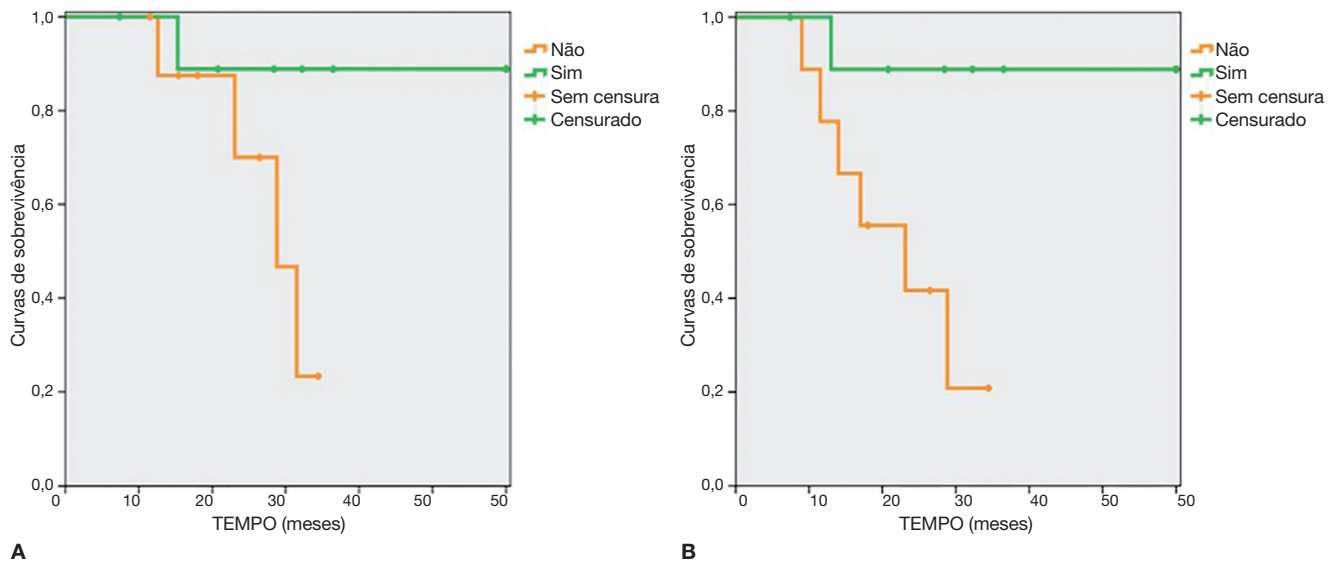 1,0
0,8
0,6
0,4
0,2
0,0
Curvas de sobrevivência
0 10 20 30 40 50 50
TEMPO (meses)
Não
Sim
Sem censura
Censurado
A
1,0
0,8
0,6
0,4
0,2
0,0
Curvas de sobrevivência
0 10 20 30 40 50 50
TEMPO (meses)
Não
Sim
Sem censura
Censurado
B